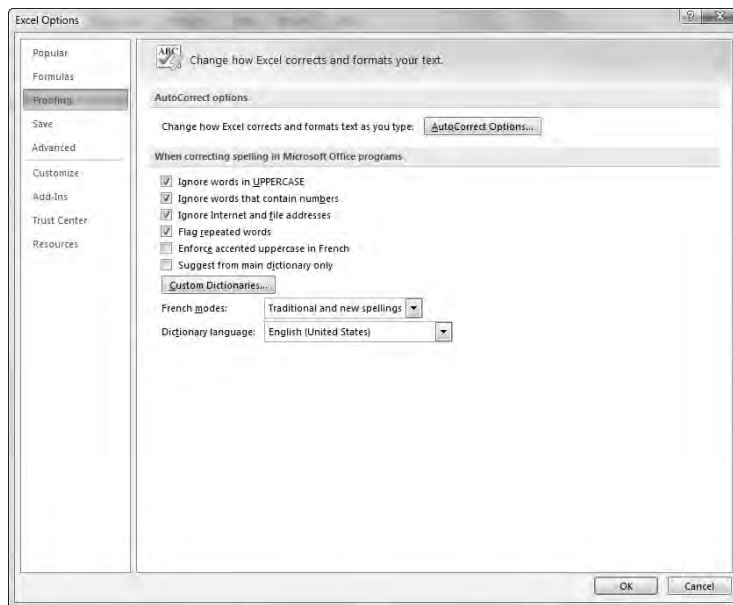 Excel Options
Popular
Formulas
Proofing
Save
Advanced
Customize
Add-Ins
Trust Center
Resources
ABC
Change how Excel corrects and formats your text.
AutoCorrect options
Change how Excel corrects and formats text as you type: AutoCorrect Options...
When correcting spelling in Microsoft Office programs
Ignore words in UPPERCASE
Ignore words that contain numbers
Ignore Internet and file addresses
Flag repeated words
Enforce accented uppercase in French
Suggest from main dictionary only
Custom Dictionaries...
French modes: Traditional and new spellings
Dictionary language: English (United States)
OK Cancel